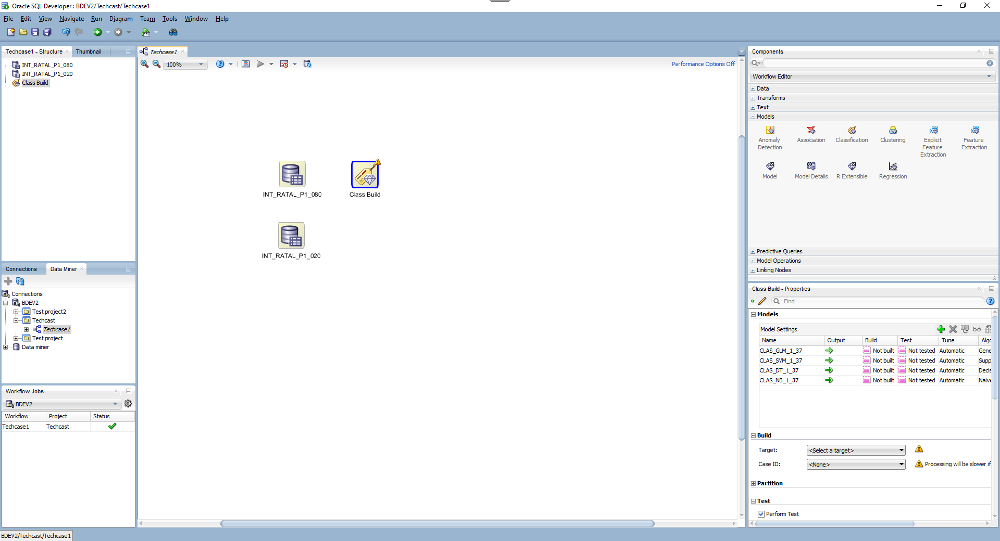 Oracle SQL Developer : BDEV2/Techcast/Techcase1
File Edit View Navigate Run Diagram Team Tools Window Help
Techcase1 - Structure
Thumbnail
INT_RATAL_P1_080
INT_RATAL_P1_020
Class Build
Connections
Data Miner
Connections
BDEV2
Test project2
Techcast
Techcase1
Test project
Data miner
Workflow Jobs
BDEV2
Workflow Project Status
Techcase1 Techcast
BDEV2/Techcast/Techcase1
Techcase1
100%
Performance Options Off
INT_RATAL_P1_080
Class Build
INT_RATAL_P1_020
Components
Workflow Editor
Data
Transforms
Text
Models
Anomaly Detection
Association
Classification
Clustering
Explicit Feature Extraction
Feature Extraction
Model
Model Details
R Extensible
Regression
Predictive Queries
Model Operations
Linking Nodes
Class Build - Properties
Find
Models
Model Settings
Name Output Build Test Tune Algo
CLAS_GLM_1_37 Not built Not tested Automatic Gene
CLAS_SVM_1_37 Not built Not tested Automatic Supp
CLAS_DT_1_37 Not built Not tested Automatic Decis
CLAS_NB_1_37 Not built Not tested Automatic Naive
Build
Target: <Select a target>
Case ID: <None> Processing will be slower if
Partition
Test
Perform Test